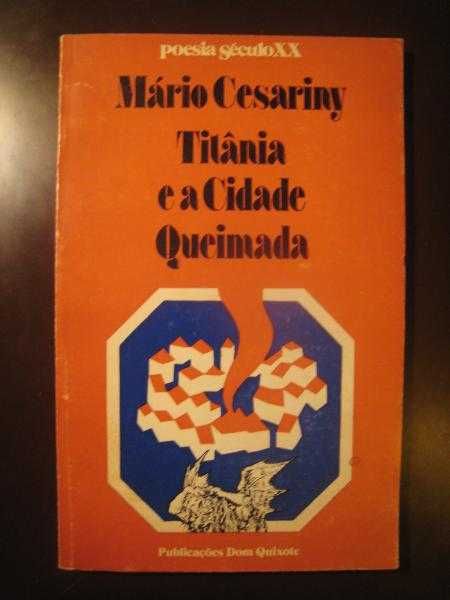 poesia séculoXX
Mário Cesariny
Titânia
e a Cidade
Queimada
Publicações Dom Quixote